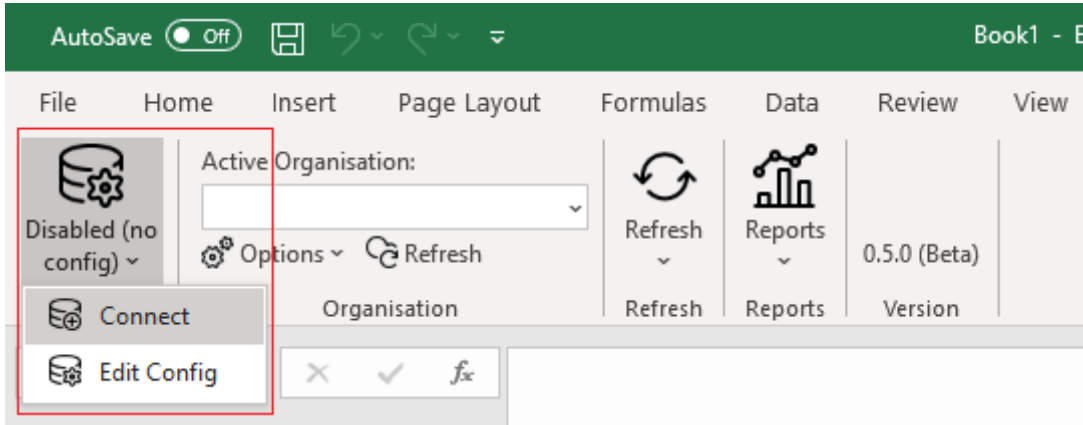 AutoSave Off Book1 - E
File Home Insert Page Layout Formulas Data Review View
Active Organisation:
Disabled (no
config)
Options Refresh
Refresh
Reports
0.5.0 (Beta)
Organisation Refresh Reports Version
Connect
Edit Config
fx